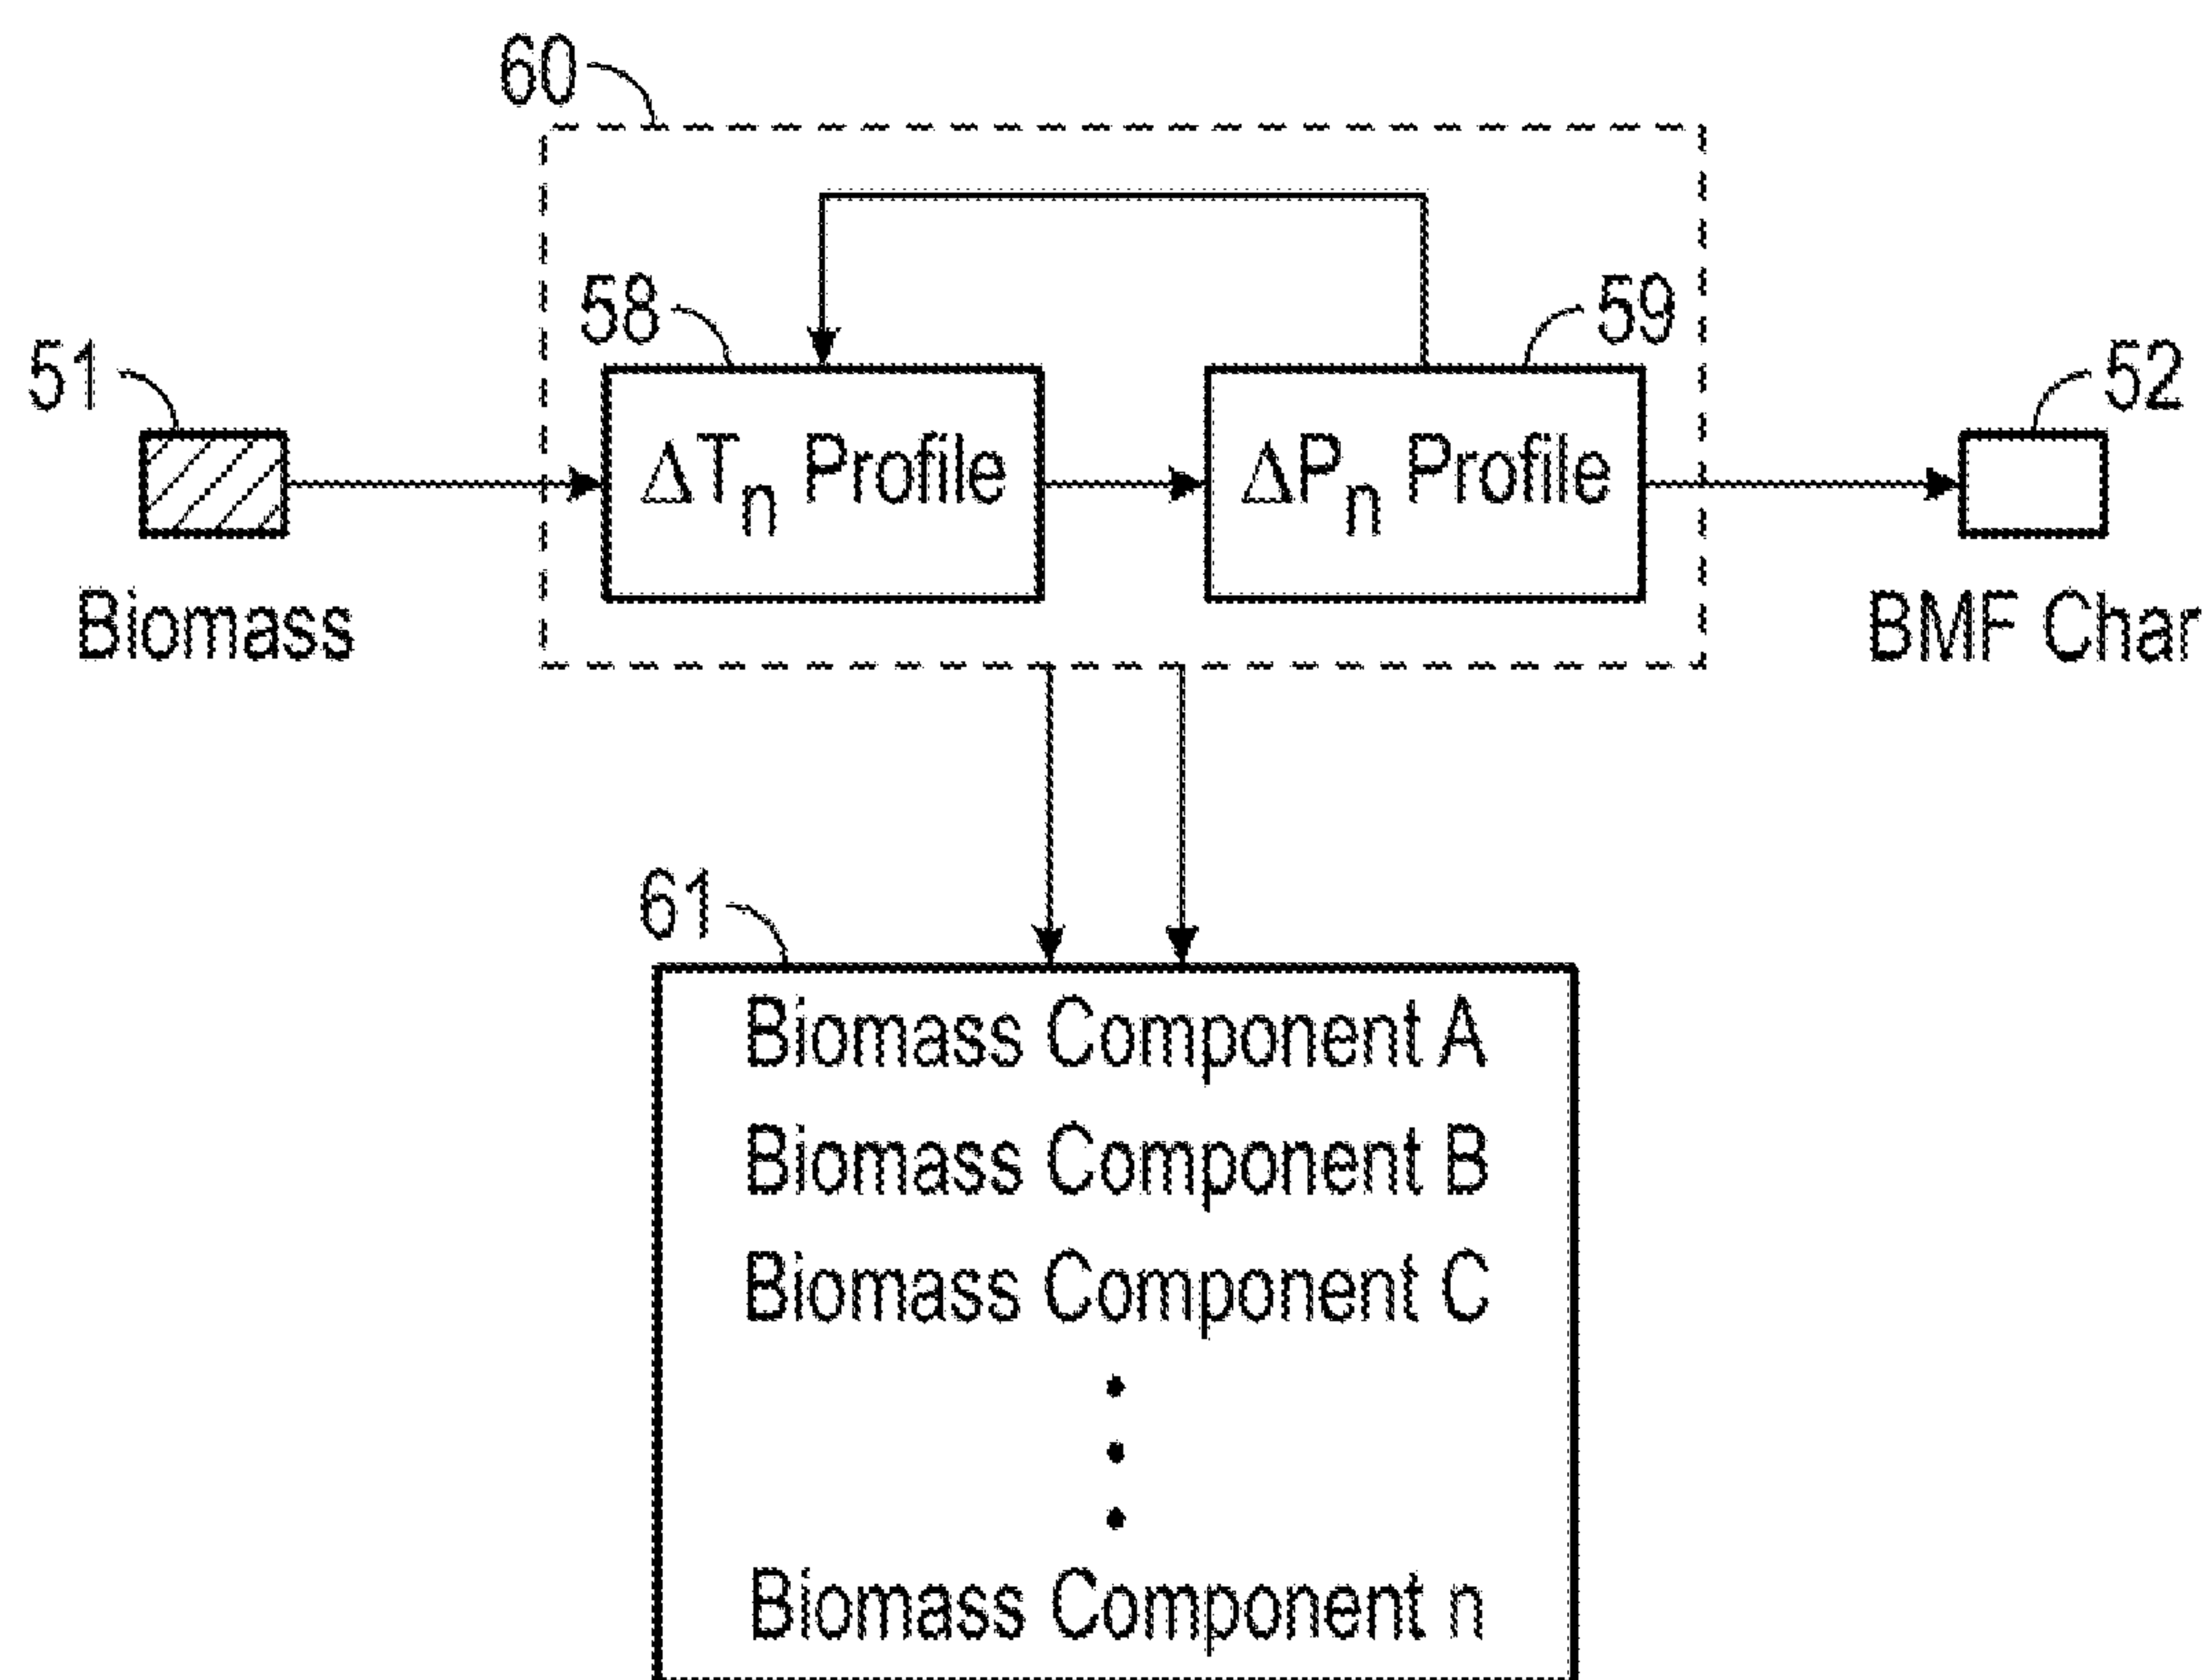 60
58
59
51
52
ΔTn Profile
ΔPn Profile
Biomass
BMF Char
61
Biomass Component A
Biomass Component B
Biomass Component C
Biomass Component n